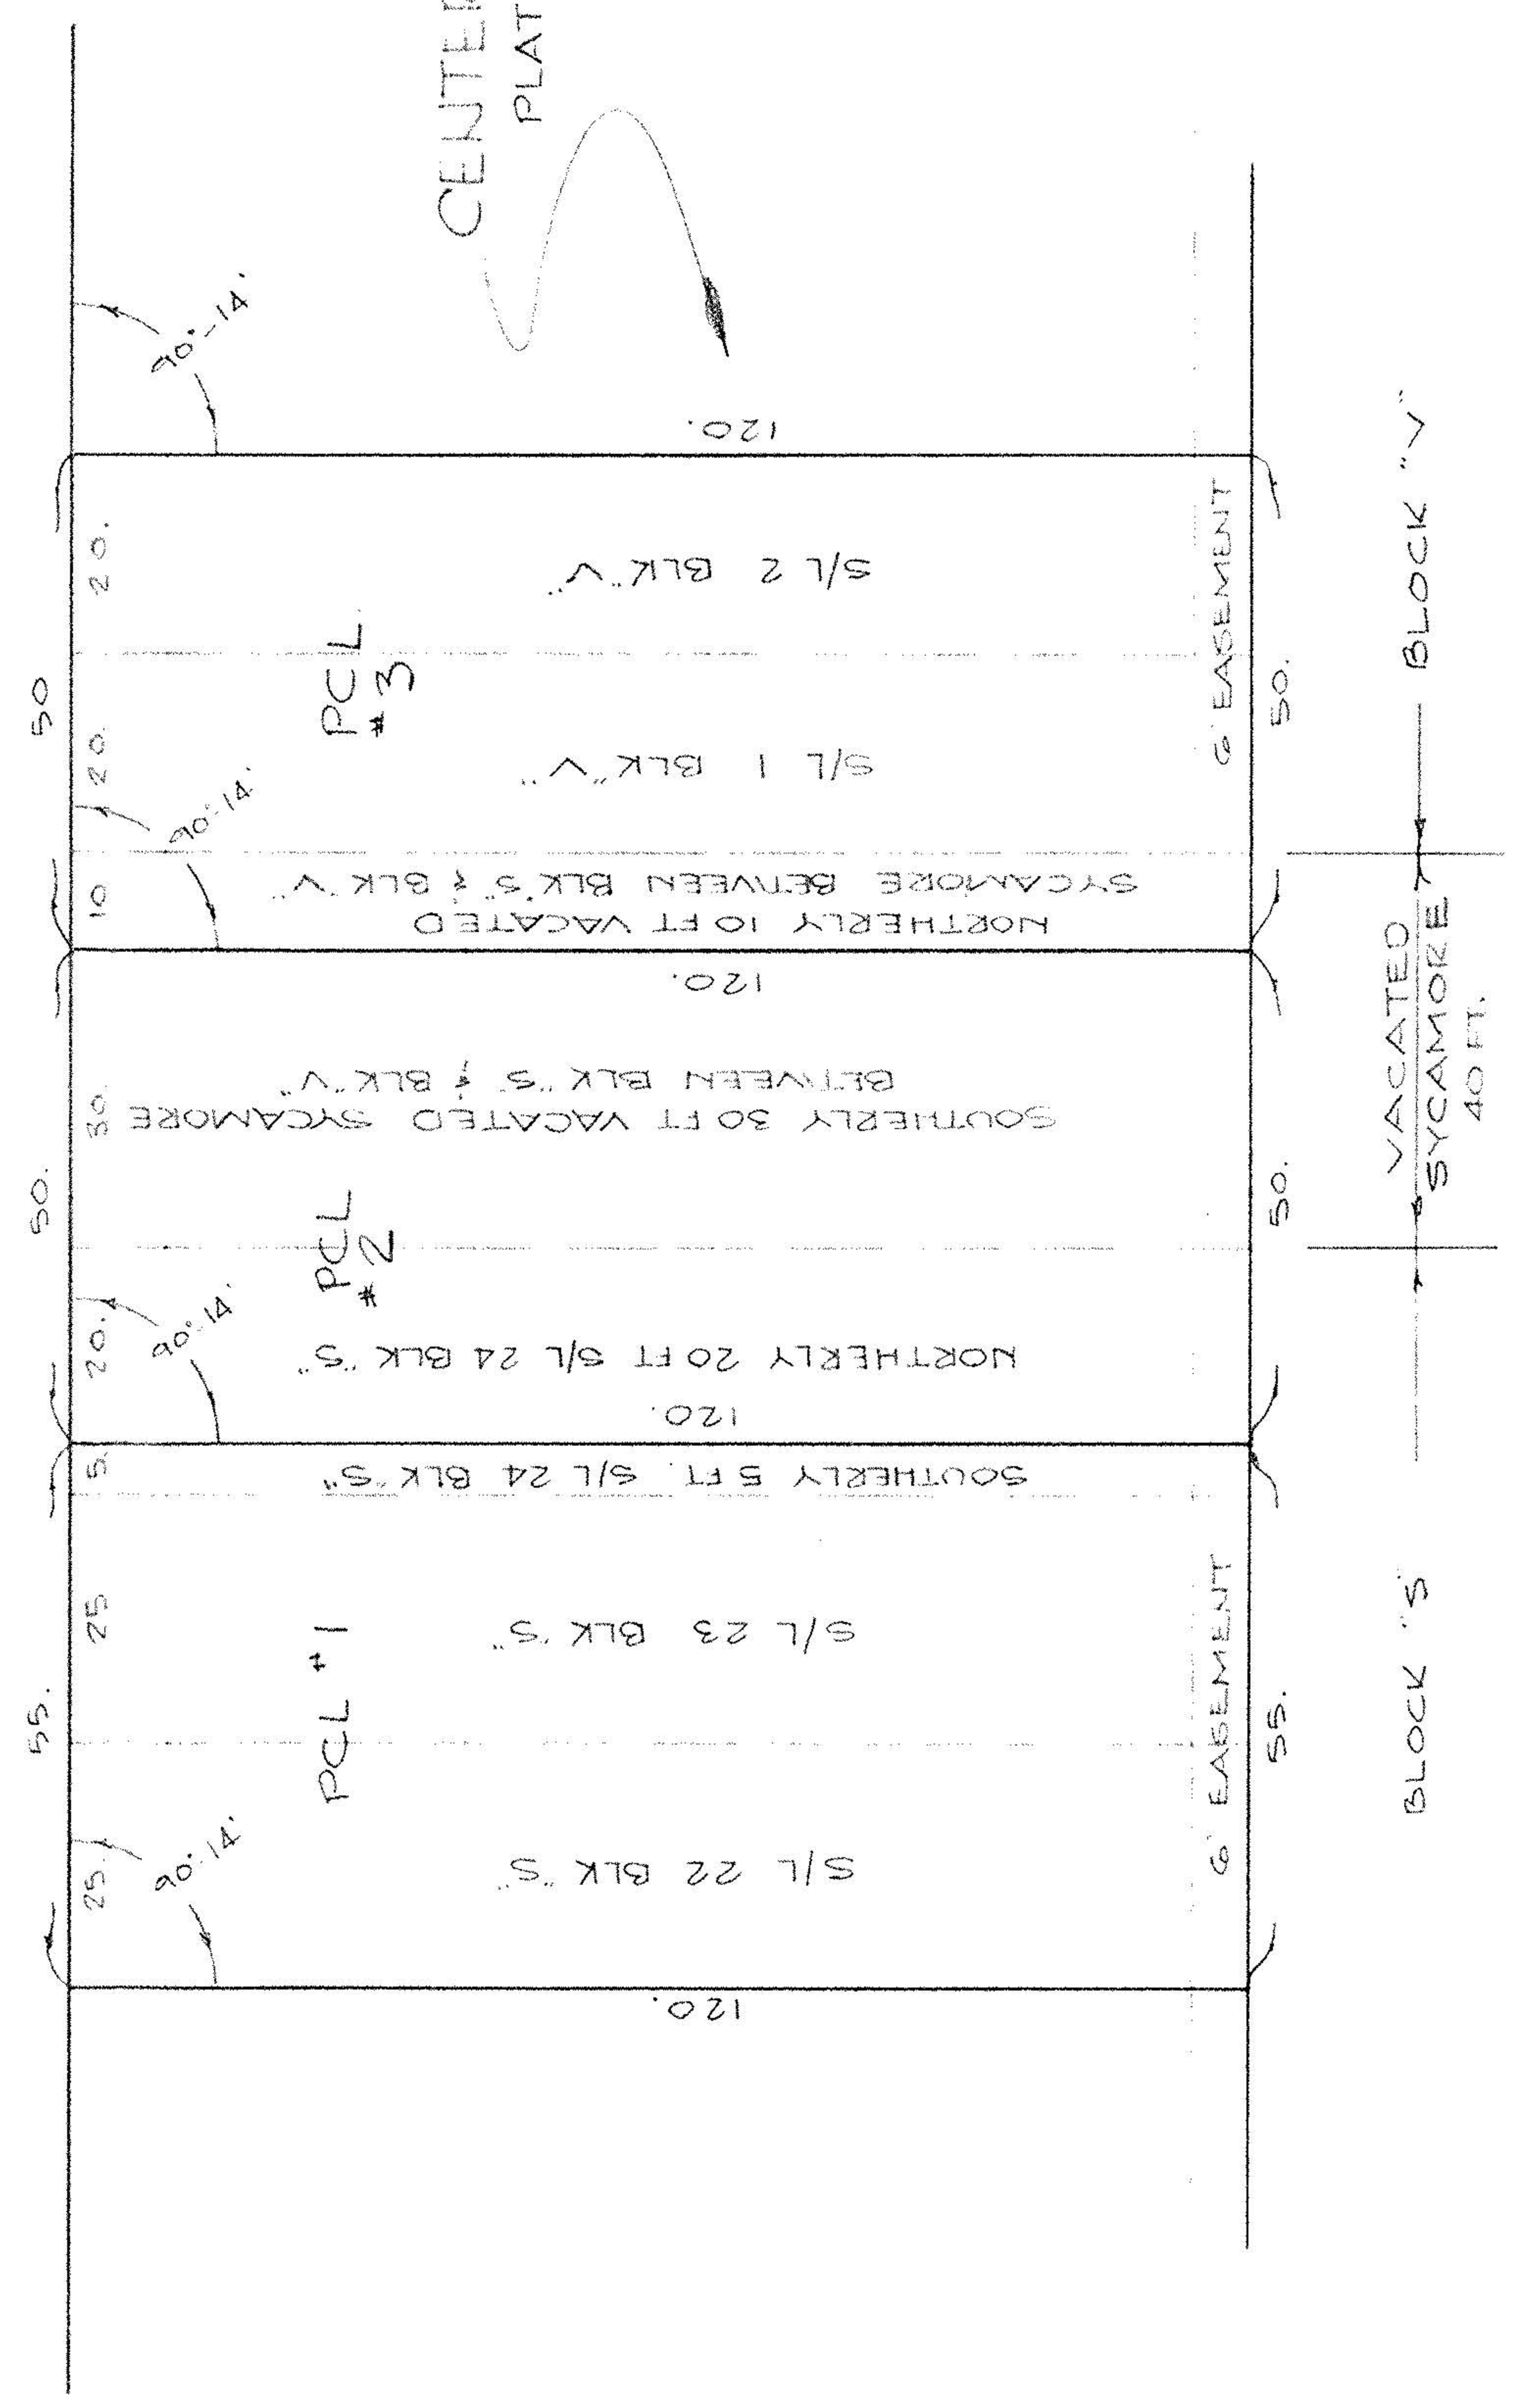 CENTER
PLAT
90°-14'
120.
50
20.
S/L 2 BLK "V"
PCL.
#3
6' EASEMENT
50.
BLOCK "V"
20.
S/L 1 BLK "V"
90°-14'
10
NORTHERLY 10 FT VACATED
SYCAMORE BETWEEN BLK "S" & BLK "V"
120.
VACATED
SYCAMORE
40 FT.
50.
30.
SOUTHERLY 30 FT VACATED SYCAMORE
BETWEEN BLK "S" & BLK "V"
PCL
#2
50.
20.
90°-14'
NORTHERLY 20 FT S/L 24 BLK "S"
120.
5.
SOUTHERLY 5 FT. S/L 24 BLK "S"
55.
25
S/L 23 BLK "S"
PCL #1
6' EASEMENT
55.
BLOCK "S"
25.
90°-14'
S/L 22 BLK "S"
120.